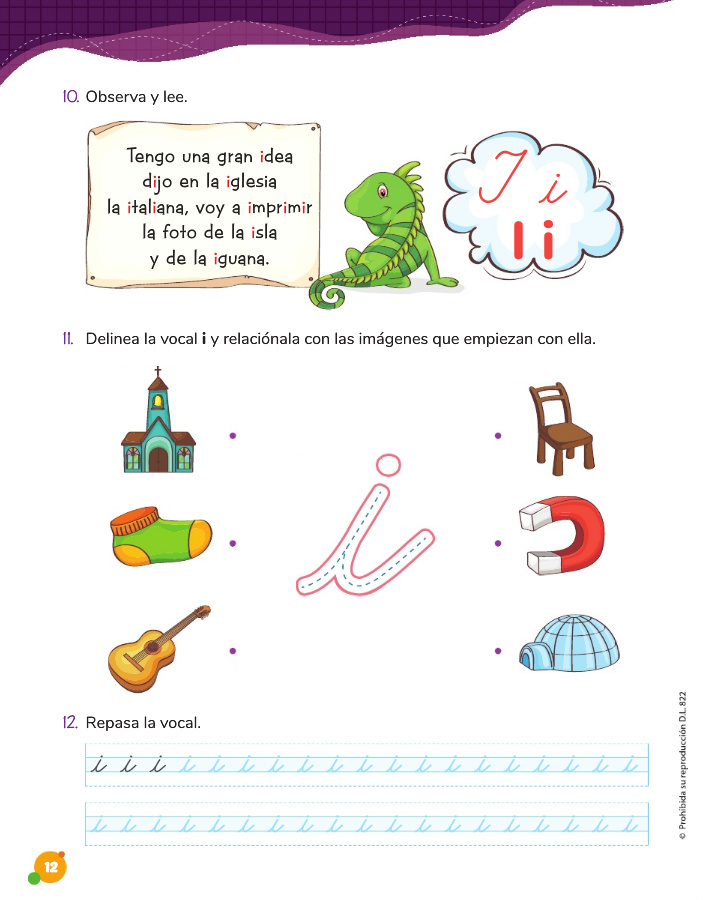 10. Observa y lee.
Tengo una gran idea
dijo en la iglesia
la italiana, voy a imprimir
la foto de la isla
y de la iguana.
I i
Ii
11. Delinea la vocal i y relaciónala con las imágenes que empiezan con ella.
i
12. Repasa la vocal.
i i i i i i i i i i i i i i i i i i i
i i i i i i i i i i i i i i i i i i i
© Prohibida su reproducción D.L. 822
12